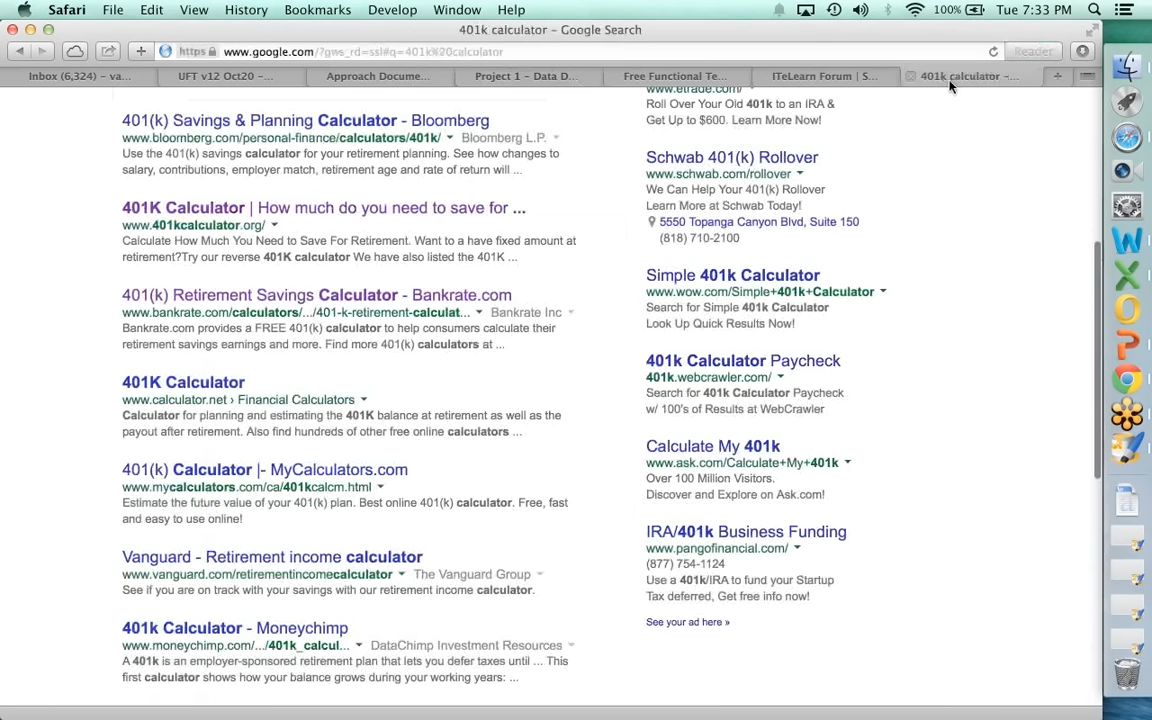 Safari File Edit View History Bookmarks Develop Window Help 100% Tue 7:33 PM
401k calculator – Google Search
https www.google.com/?gws_rd=ssl#q=401k%20calcolator Reader
Inbox (6,324) – va... UFT v12 Oct20 – ... Approach Docume... Project 1 – Data D... Free Functional Te... ITeLearn Forum | S... 401k calculator –...
401(k) Savings & Planning Calculator - Bloomberg
www.bloomberg.com/personal-finance/calculators/401k/ Bloomberg L.P.
Use the 401(k) savings calculator for your retirement planning. See how changes to
salary, contributions, employer match, retirement age and rate of return will ...
401K Calculator | How much do you need to save for ...
www.401kcalculator.org/
Calculate How Much You Need to Save For Retirement. Want to a have fixed amount at
retirement?Try our reverse 401K calculator We have also listed the 401K ...
401(k) Retirement Savings Calculator - Bankrate.com
www.bankrate.com/calculators/.../401-k-retirement-calculat... Bankrate Inc
Bankrate.com provides a FREE 401(k) calculator to help consumers calculate their
retirement savings earnings and more. Find more 401(k) calculators at ...
401K Calculator
www.calculator.net › Financial Calculators
Calculator for planning and estimating the 401K balance at retirement as well as the
payout after retirement. Also find hundreds of other free online calculators ...
401(k) Calculator |- MyCalculators.com
www.mycalculators.com/ca/401kcalcm.html
Estimate the future value of your 401(k) plan. Best online 401(k) calculator. Free, fast
and easy to use online!
Vanguard - Retirement income calculator
www.vanguard.com/retirementincomecalculator The Vanguard Group
See if you are on track with your savings with our retirement income calculator.
401k Calculator - Moneychimp
www.moneychimp.com/.../401k_calcul... DataChimp Investment Resources
A 401k is an employer-sponsored retirement plan that lets you defer taxes until ... This
first calculator shows how your balance grows during your working years: ...
www.etrade.com/
Roll Over Your Old 401k to an IRA &
Get Up to $600. Learn More Now!
Schwab 401(k) Rollover
www.schwab.com/rollover
We Can Help Your 401(k) Rollover
Learn More at Schwab Today!
5550 Topanga Canyon Blvd, Suite 150
(818) 710-2100
Simple 401k Calculator
www.wow.com/Simple+401k+Calculator
Search for Simple 401k Calculator
Look Up Quick Results Now!
401k Calculator Paycheck
401k.webcrawler.com/
Search for 401k Calculator Paycheck
w/ 100's of Results at WebCrawler
Calculate My 401k
www.ask.com/Calculate+My+401k
Over 100 Million Visitors.
Discover and Explore on Ask.com!
IRA/401k Business Funding
www.pangofinancial.com/
(877) 754-1124
Use a 401k/IRA to fund your Startup
Tax deferred, Get free info now!
See your ad here »